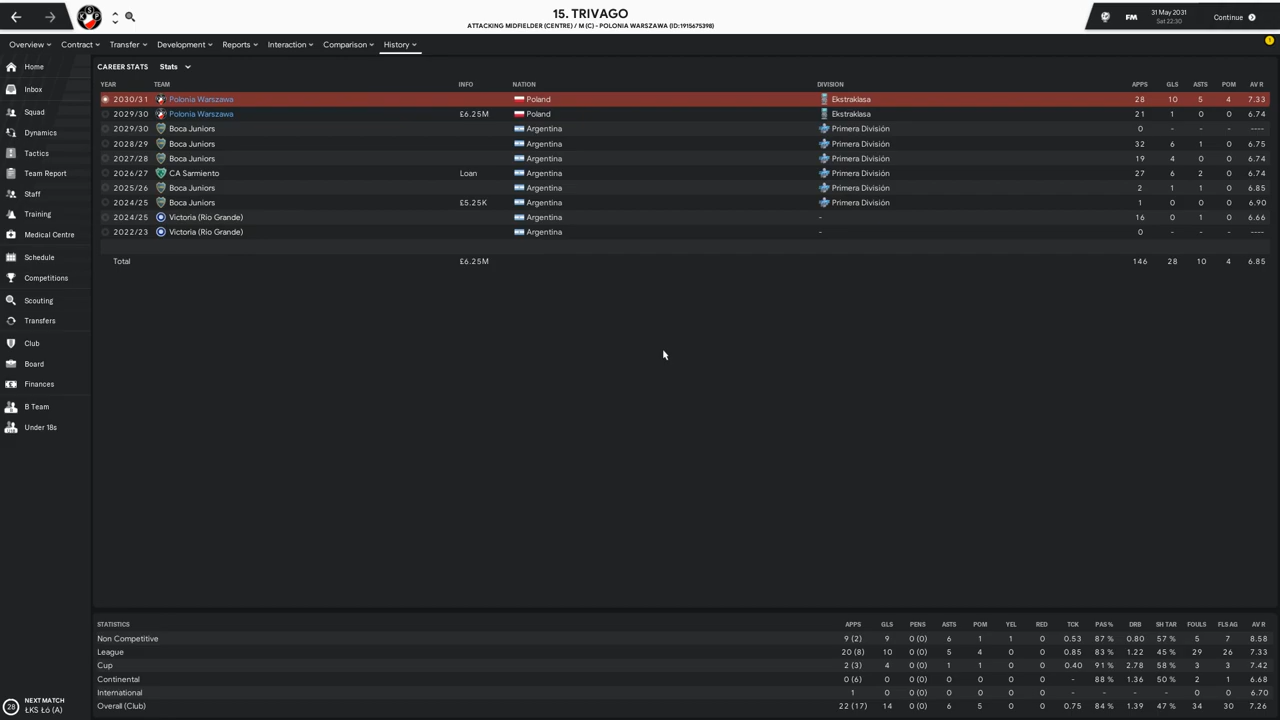 15. TRIVAGO
ATTACKING MIDFIELDER (CENTRE) / M (C) - POLONIA WARSZAWA (ID:1915675398)
FM
31 May 2031
Sat 22:30
Continue
Overview Contract Transfer Development Reports Interaction Comparison History
Home
Inbox
Squad
Dynamics
Tactics
Team Report
Staff
Training
Medical Centre
Schedule
Competitions
Scouting
Transfers
Club
Board
Finances
B Team
Under 18s
CAREER STATS Stats
YEAR TEAM INFO NATION DIVISION APPS GLS ASTS POM AV R
2030/31 Polonia Warszawa Poland Ekstraklasa 28 10 5 4 7.33
2029/30 Polonia Warszawa £6.25M Poland Ekstraklasa 21 1 0 0 6.74
2029/30 Boca Juniors Argentina Primera División 0 - - - ----
2028/29 Boca Juniors Argentina Primera División 32 6 1 0 6.75
2027/28 Boca Juniors Argentina Primera División 19 4 0 0 6.74
2026/27 CA Sarmiento Loan Argentina Primera División 27 6 2 0 6.74
2025/26 Boca Juniors Argentina Primera División 2 1 1 0 6.85
2024/25 Boca Juniors £5.25K Argentina Primera División 1 0 0 0 6.90
2024/25 Victoria (Río Grande) Argentina - 16 0 1 0 6.66
2022/23 Victoria (Río Grande) Argentina - 0 - - - ----
Total £6.25M 146 28 10 4 6.85
STATISTICS APPS GLS PENS ASTS POM YEL RED TCK PAS % DRB SH TAR FOULS FLS AG AV R
Non Competitive 9 (2) 9 0 (0) 6 1 1 0 0.53 87 % 0.80 57 % 5 7 8.58
League 20 (8) 10 0 (0) 5 4 0 0 0.85 83 % 1.22 45 % 29 26 7.33
Cup 2 (3) 4 0 (0) 1 1 0 0 0.40 91 % 2.78 58 % 3 3 7.42
Continental 0 (6) 0 0 (0) 0 0 0 0 - 88 % 1.36 50 % 2 1 6.68
International 1 0 0 (0) 0 0 0 0 - - - - 0 0 6.70
Overall (Club) 22 (17) 14 0 (0) 6 5 0 0 0.75 84 % 1.39 47 % 34 30 7.26
28
NEXT MATCH
ŁKS Łó (A)